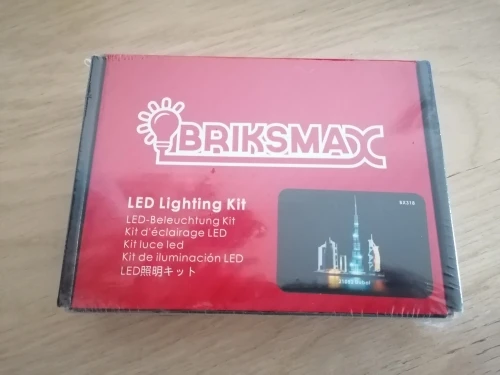 BRIKSMAX
LED Lighting Kit
LED-Beleuchtung Kit
Kit d'éclairage LED
Kit luce led
Kit de iluminación LED
LED照明キット
BX318